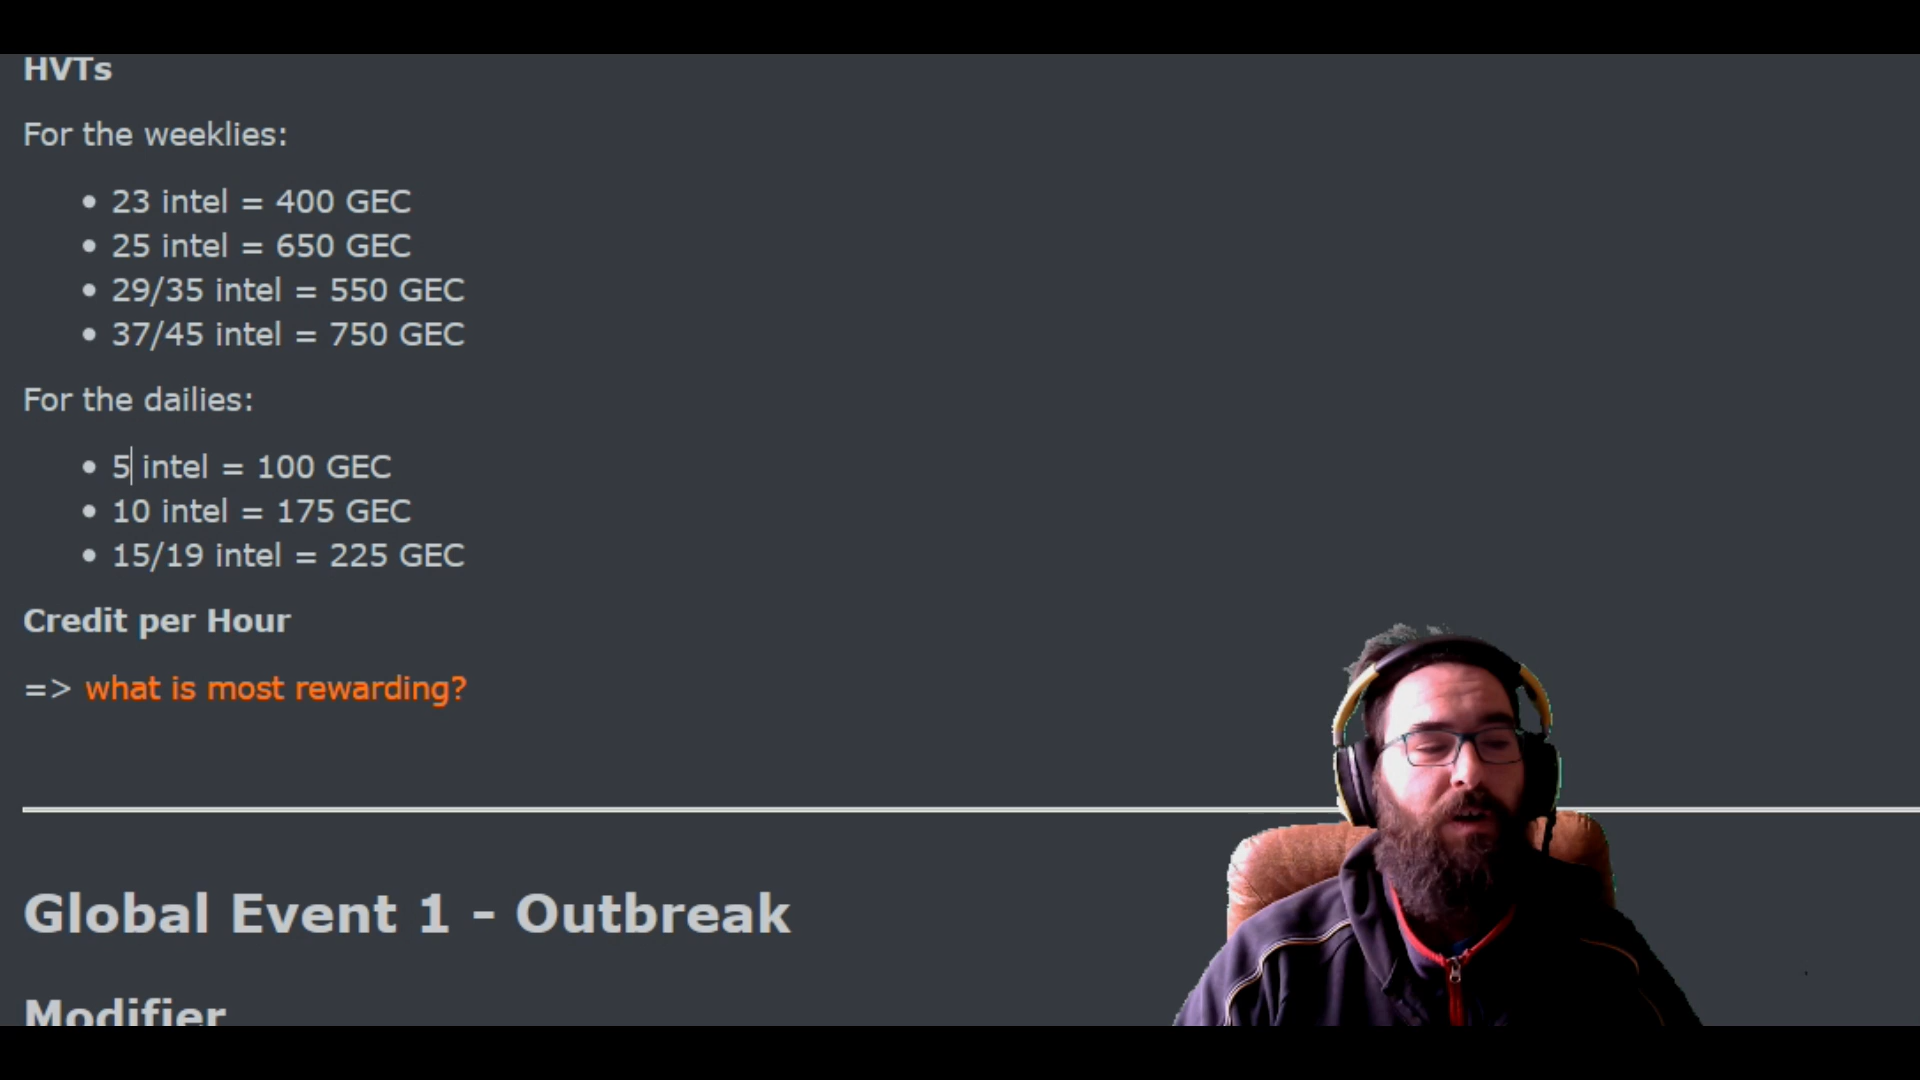 HVTs
For the weeklies:
• 23 intel = 400 GEC
• 25 intel = 650 GEC
• 29/35 intel = 550 GEC
• 37/45 intel = 750 GEC
For the dailies:
• 5 intel = 100 GEC
• 10 intel = 175 GEC
• 15/19 intel = 225 GEC
Credit per Hour
=> what is most rewarding?
Global Event 1 - Outbreak
Modifier